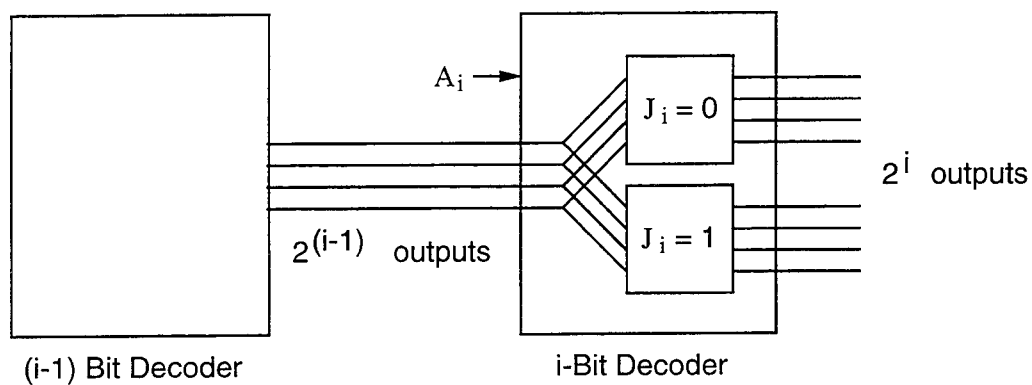 A_i
J_i = 0
J_i = 1
2^i outputs
2^(i-1) outputs
(i-1) Bit Decoder
i-Bit Decoder